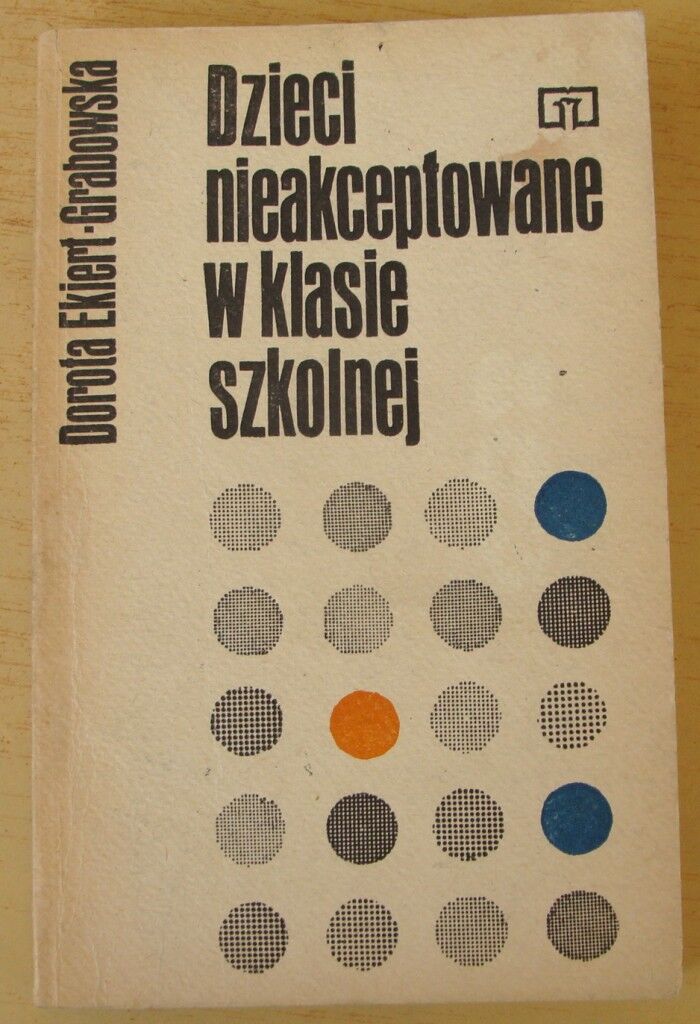 Dorota Ekiert-Grabowska
Dzieci
nieakceptowane
w klasie
szkolnej